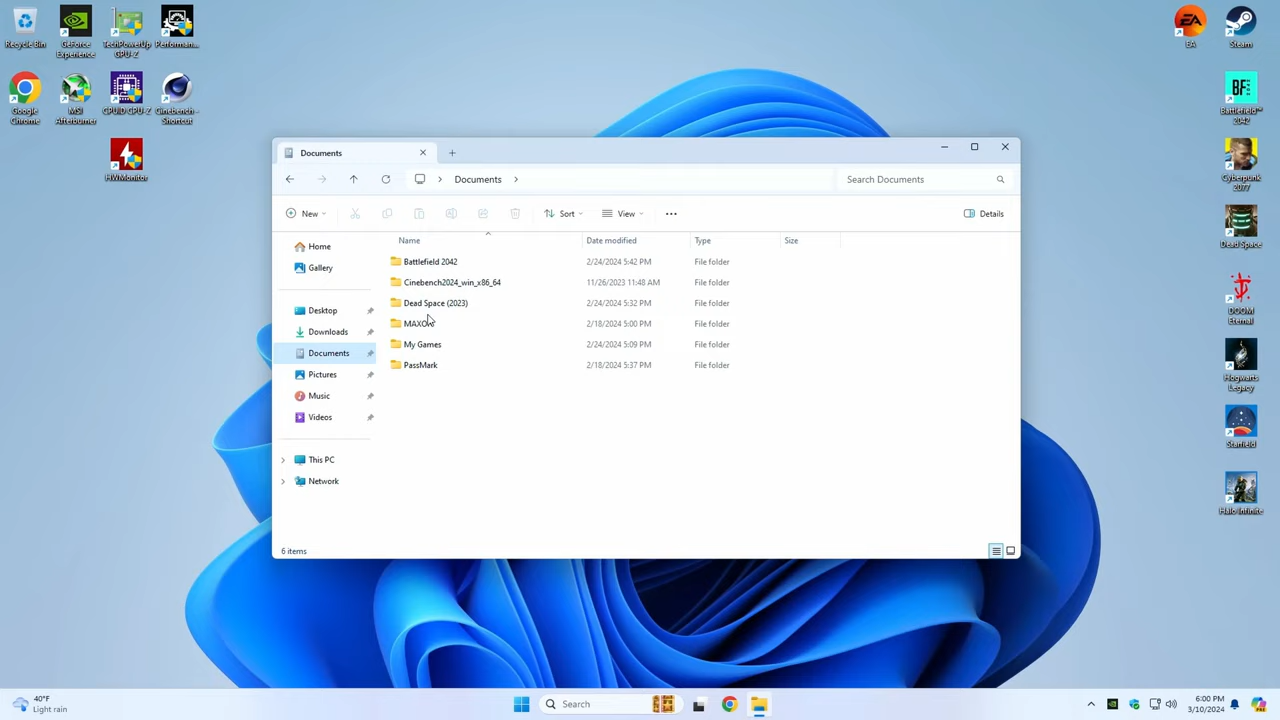 Recycle Bin
GeForce
Experience
TechPowerUp
GPU-Z
Performan...
Google
Chrome
MSI
Afterburner
CPUID CPU-Z
Cinebench -
Shortcut
HWMonitor
EA
Steam
Battlefield™
2042
Cyberpunk
2077
Dead Space
DOOM
Eternal
Hogwarts
Legacy
Starfield
Halo Infinite
Documents
Documents
Search Documents
New
Sort
View
Details
Name
Date modified
Type
Size
Home
Gallery
Desktop
Downloads
Documents
Pictures
Music
Videos
This PC
Network
Battlefield 2042 2/24/2024 5:42 PM File folder
Cinebench2024_win_x86_64 11/26/2023 11:48 AM File folder
Dead Space (2023) 2/24/2024 5:32 PM File folder
MAXON 2/18/2024 5:00 PM File folder
My Games 2/24/2024 5:09 PM File folder
PassMark 2/18/2024 5:37 PM File folder
6 items
40°F
Light rain
Search
6:00 PM
3/10/2024